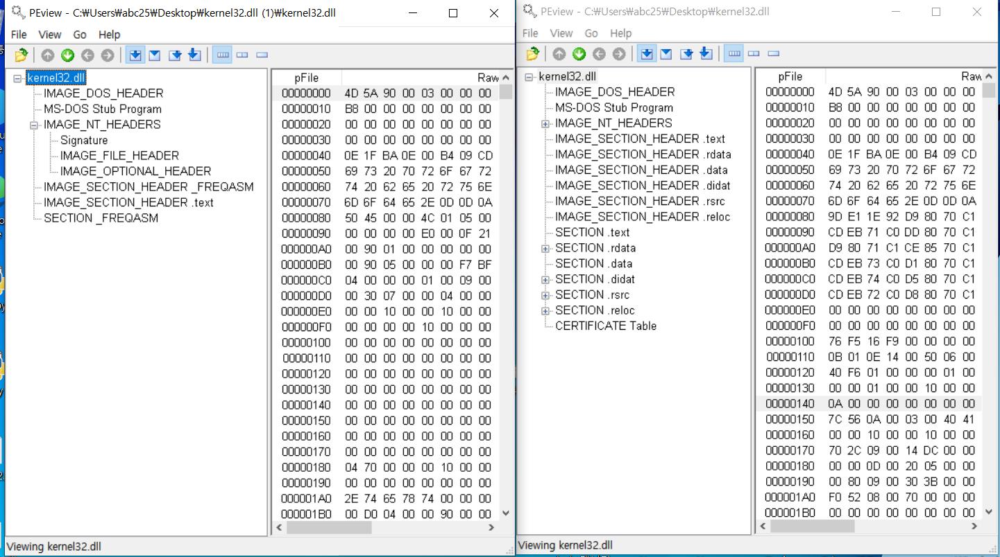 PEview - C:₩Users₩abc25₩Desktop₩kernel32.dll (1)₩kernel32.dll
File View Go Help
kernel32.dll
IMAGE_DOS_HEADER
MS-DOS Stub Program
IMAGE_NT_HEADERS
Signature
IMAGE_FILE_HEADER
IMAGE_OPTIONAL_HEADER
IMAGE_SECTION_HEADER _FREQASM
IMAGE_SECTION_HEADER .text
SECTION _FREQASM
pFile Raw
00000000 4D 5A 90 00 03 00 00 00
00000010 B8 00 00 00 00 00 00 00
00000020 00 00 00 00 00 00 00 00
00000030 00 00 00 00 00 00 00 00
00000040 0E 1F BA 0E 00 B4 09 CD
00000050 69 73 20 70 72 6F 67 72
00000060 74 20 62 65 20 72 75 6E
00000070 6D 6F 64 65 2E 0D 0D 0A
00000080 50 45 00 00 4C 01 05 00
00000090 00 00 00 00 E0 00 0F 21
000000A0 00 90 01 00 00 00 00 00
000000B0 00 90 05 00 00 00 F7 BF
000000C0 04 00 00 00 01 00 09 00
000000D0 00 30 07 00 00 04 00 00
000000E0 00 00 10 00 00 10 00 00
000000F0 00 00 00 00 10 00 00 00
00000100 00 00 00 00 00 00 00 00
00000110 00 00 00 00 00 00 00 00
00000120 00 00 00 00 00 00 00 00
00000130 00 00 00 00 00 00 00 00
00000140 00 00 00 00 00 00 00 00
00000150 00 00 00 00 00 00 00 00
00000160 00 00 00 00 00 00 00 00
00000170 00 00 00 00 00 00 00 00
00000180 04 70 00 00 00 10 00 00
00000190 00 00 00 00 00 00 00 00
000001A0 2E 74 65 78 74 00 00 00
000001B0 00 D0 04 00 00 90 00 00
Viewing kernel32.dll
PEview - C:₩Users₩abc25₩Desktop₩kernel32.dll
File View Go Help
kernel32.dll
IMAGE_DOS_HEADER
MS-DOS Stub Program
IMAGE_NT_HEADERS
IMAGE_SECTION_HEADER .text
IMAGE_SECTION_HEADER .rdata
IMAGE_SECTION_HEADER .data
IMAGE_SECTION_HEADER .didat
IMAGE_SECTION_HEADER .rsrc
IMAGE_SECTION_HEADER .reloc
SECTION .text
SECTION .rdata
SECTION .data
SECTION .didat
SECTION .rsrc
SECTION .reloc
CERTIFICATE Table
pFile Raw
00000000 4D 5A 90 00 03 00 00 00
00000010 B8 00 00 00 00 00 00 00
00000020 00 00 00 00 00 00 00 00
00000030 00 00 00 00 00 00 00 00
00000040 0E 1F BA 0E 00 B4 09 CD
00000050 69 73 20 70 72 6F 67 72
00000060 74 20 62 65 20 72 75 6E
00000070 6D 6F 64 65 2E 0D 0D 0A
00000080 9D E1 1E 92 D9 80 70 C1
00000090 CD EB 71 C0 DD 80 70 C1
000000A0 D9 80 71 C1 CE 85 70 C1
000000B0 CD EB 73 C0 D1 80 70 C1
000000C0 CD EB 74 C0 D5 80 70 C1
000000D0 CD EB 72 C0 D8 80 70 C1
000000E0 00 00 00 00 00 00 00 00
000000F0 00 00 00 00 00 00 00 00
00000100 76 F5 16 F9 00 00 00 00
00000110 0B 01 0E 14 00 50 06 00
00000120 40 F6 01 00 00 00 01 00
00000130 00 00 01 00 00 10 00 00
00000140 0A 00 00 00 00 00 00 00
00000150 7C 56 0A 00 03 00 40 41
00000160 00 00 10 00 00 10 00 00
00000170 70 2C 09 00 14 DC 00 00
00000180 00 00 0D 00 20 05 00 00
00000190 00 80 09 00 30 3B 00 00
000001A0 F0 52 08 00 70 00 00 00
000001B0 00 00 00 00 00 00 00 00
Viewing kernel32.dll